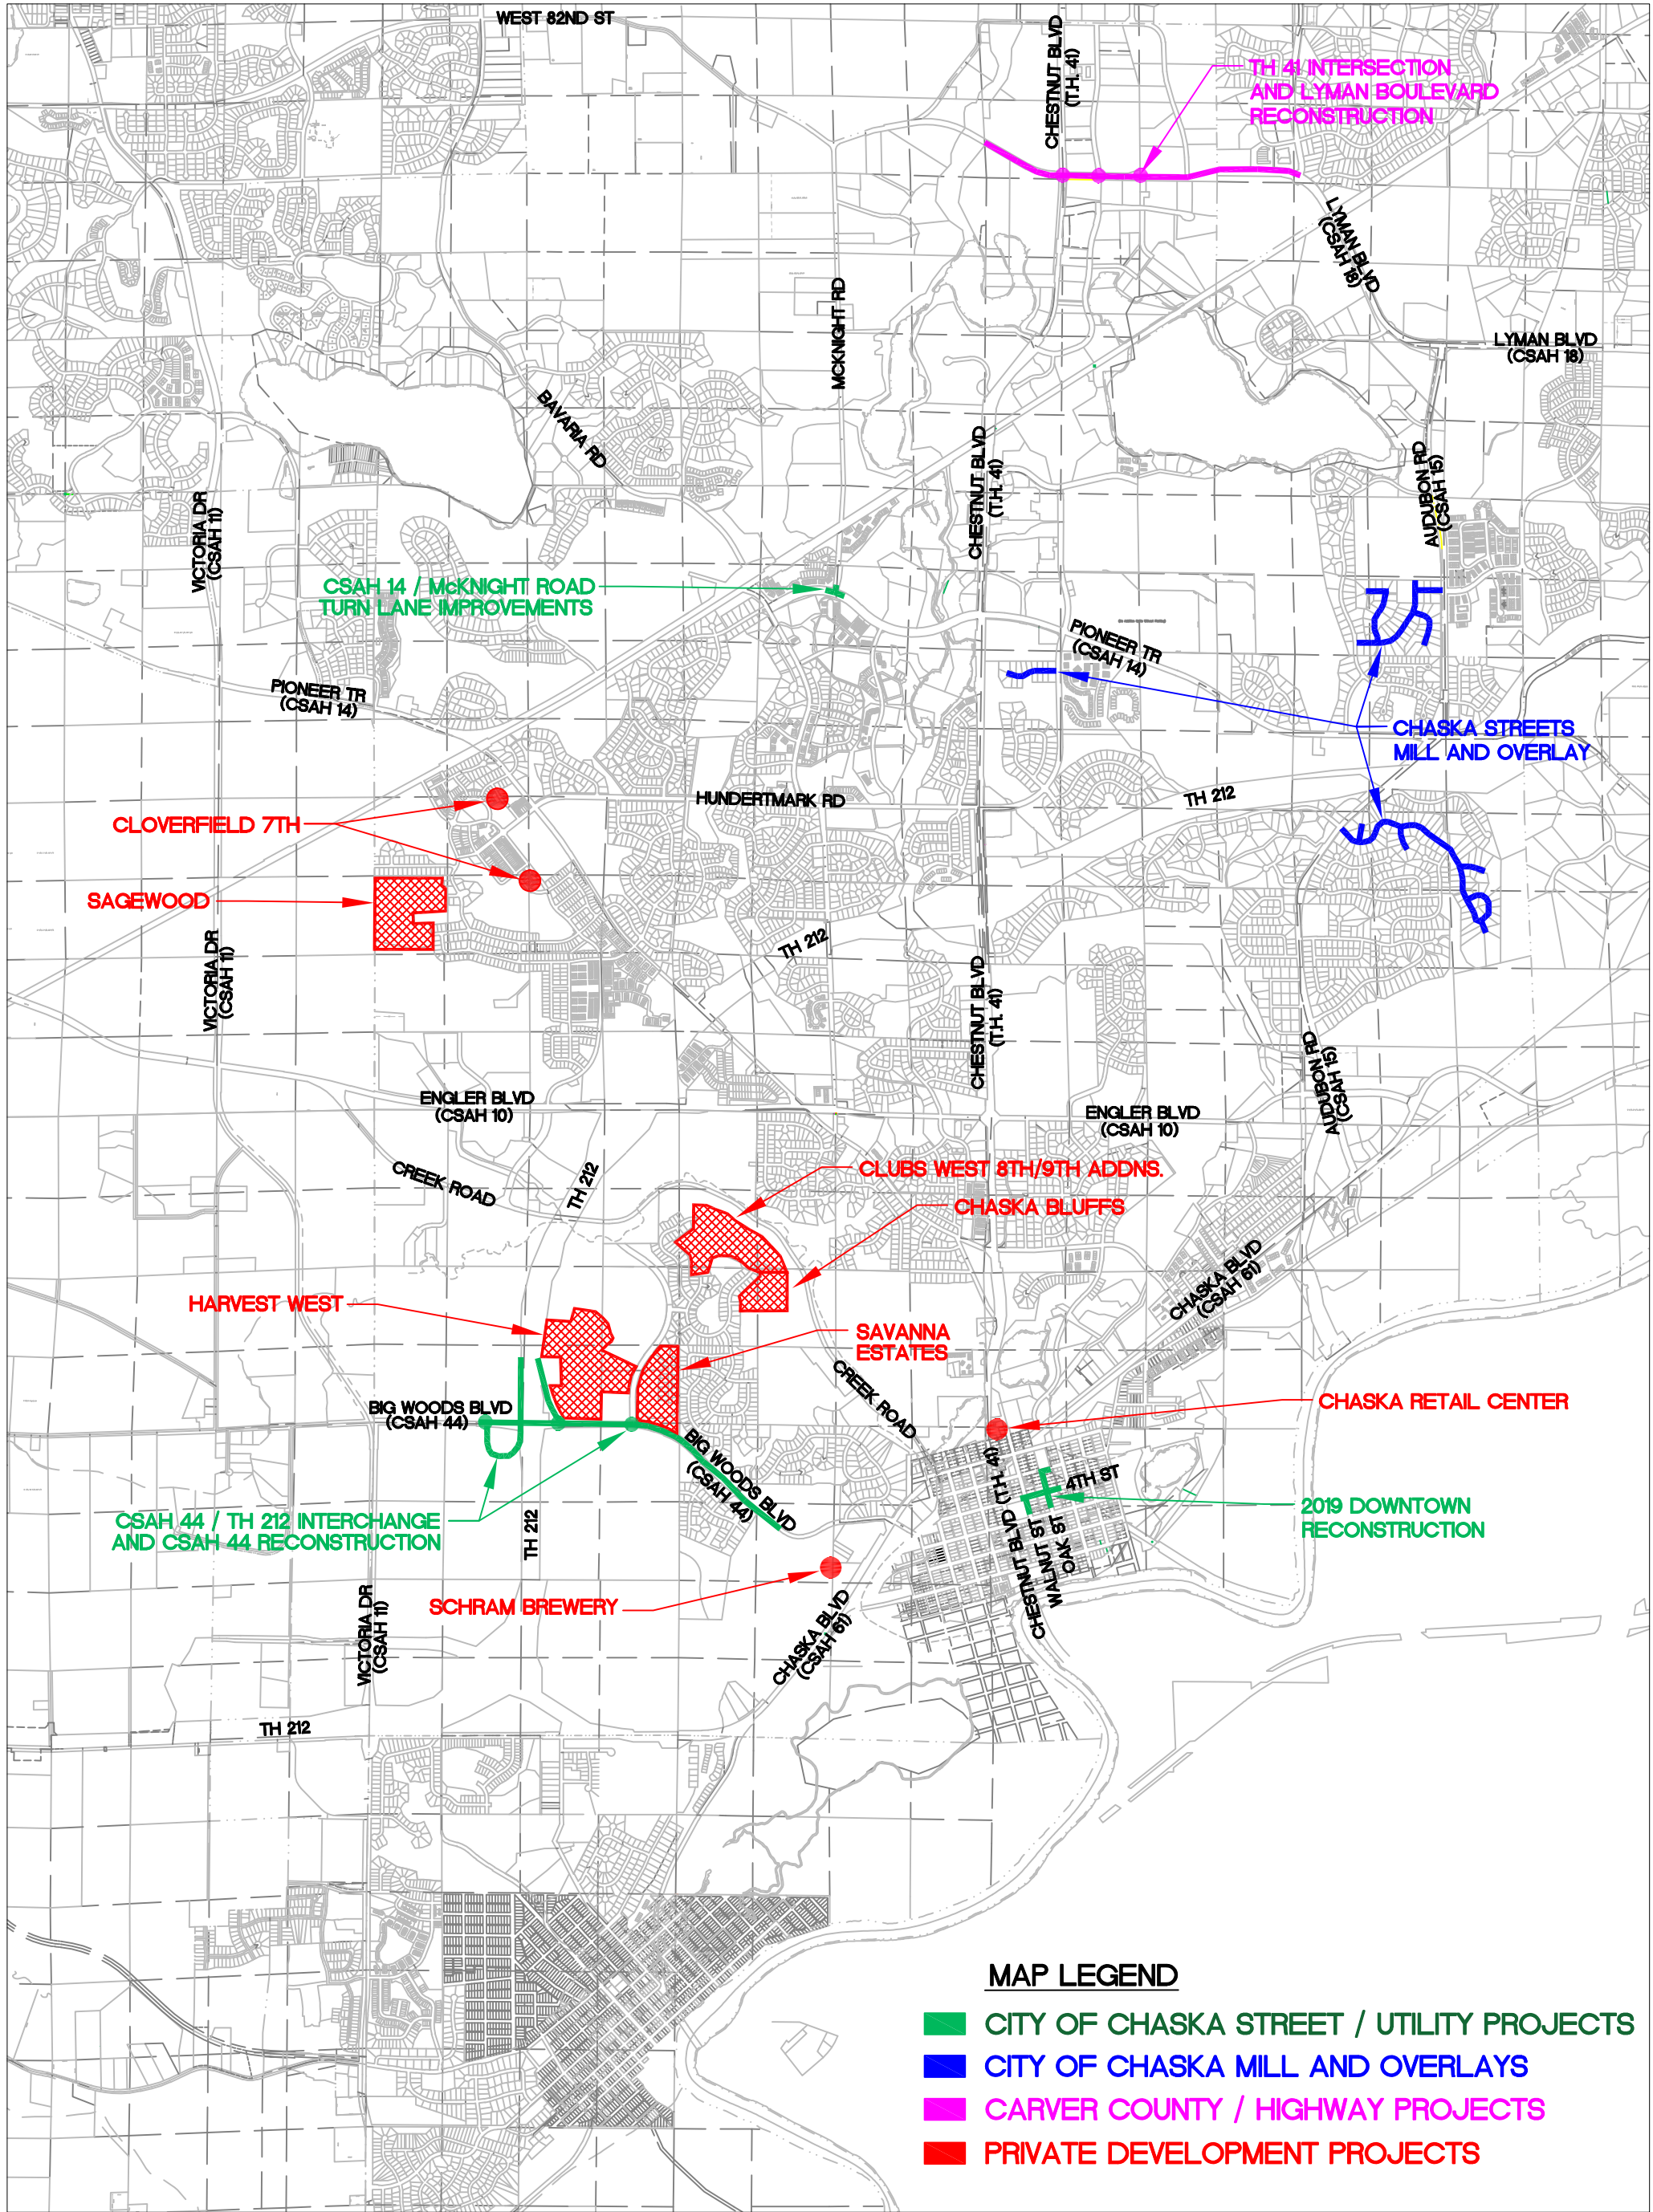 WEST 82ND ST
CHESTNUT BLVD
(T.H. 41)
TH 41 INTERSECTION
AND LYMAN BOULEVARD
RECONSTRUCTION
LYMAN BLVD
(CSAH 18)
MCKNIGHT RD
LYMAN BLVD
(CSAH 18)
BAVARIA RD
CHESTNUT BLVD
(T.H. 41)
AUDUBON RD
(CSAH 15)
VICTORIA DR
(CSAH 11)
CSAH 14 / McKNIGHT ROAD
TURN LANE IMPROVEMENTS
PIONEER TR
(CSAH 14)
PIONEER TR
(CSAH 14)
CHASKA STREETS
MILL AND OVERLAY
HUNDERTMARK RD
TH 212
CLOVERFIELD 7TH
SAGEWOOD
TH 212
VICTORIA DR
(CSAH 11)
CHESTNUT BLVD
(T.H. 41)
AUDUBON RD
(CSAH 15)
ENGLER BLVD
(CSAH 10)
ENGLER BLVD
(CSAH 10)
CREEK ROAD
TH 212
CLUBS WEST 8TH/9TH ADDNS.
CHASKA BLUFFS
CHASKA BLVD
(CSAH 61)
HARVEST WEST
SAVANNA
ESTATES
CREEK ROAD
BIG WOODS BLVD
(CSAH 44)
CHASKA RETAIL CENTER
BIG WOODS BLVD
(CSAH 44)
4TH ST
CHESTNUT BLVD (T.H. 41)
WALNUT ST
OAK ST
2019 DOWNTOWN
RECONSTRUCTION
CSAH 44 / TH 212 INTERCHANGE
AND CSAH 44 RECONSTRUCTION
TH 212
SCHRAM BREWERY
CHASKA BLVD
(CSAH 61)
VICTORIA DR
(CSAH 11)
TH 212
MAP LEGEND
CITY OF CHASKA STREET / UTILITY PROJECTS
CITY OF CHASKA MILL AND OVERLAYS
CARVER COUNTY / HIGHWAY PROJECTS
PRIVATE DEVELOPMENT PROJECTS